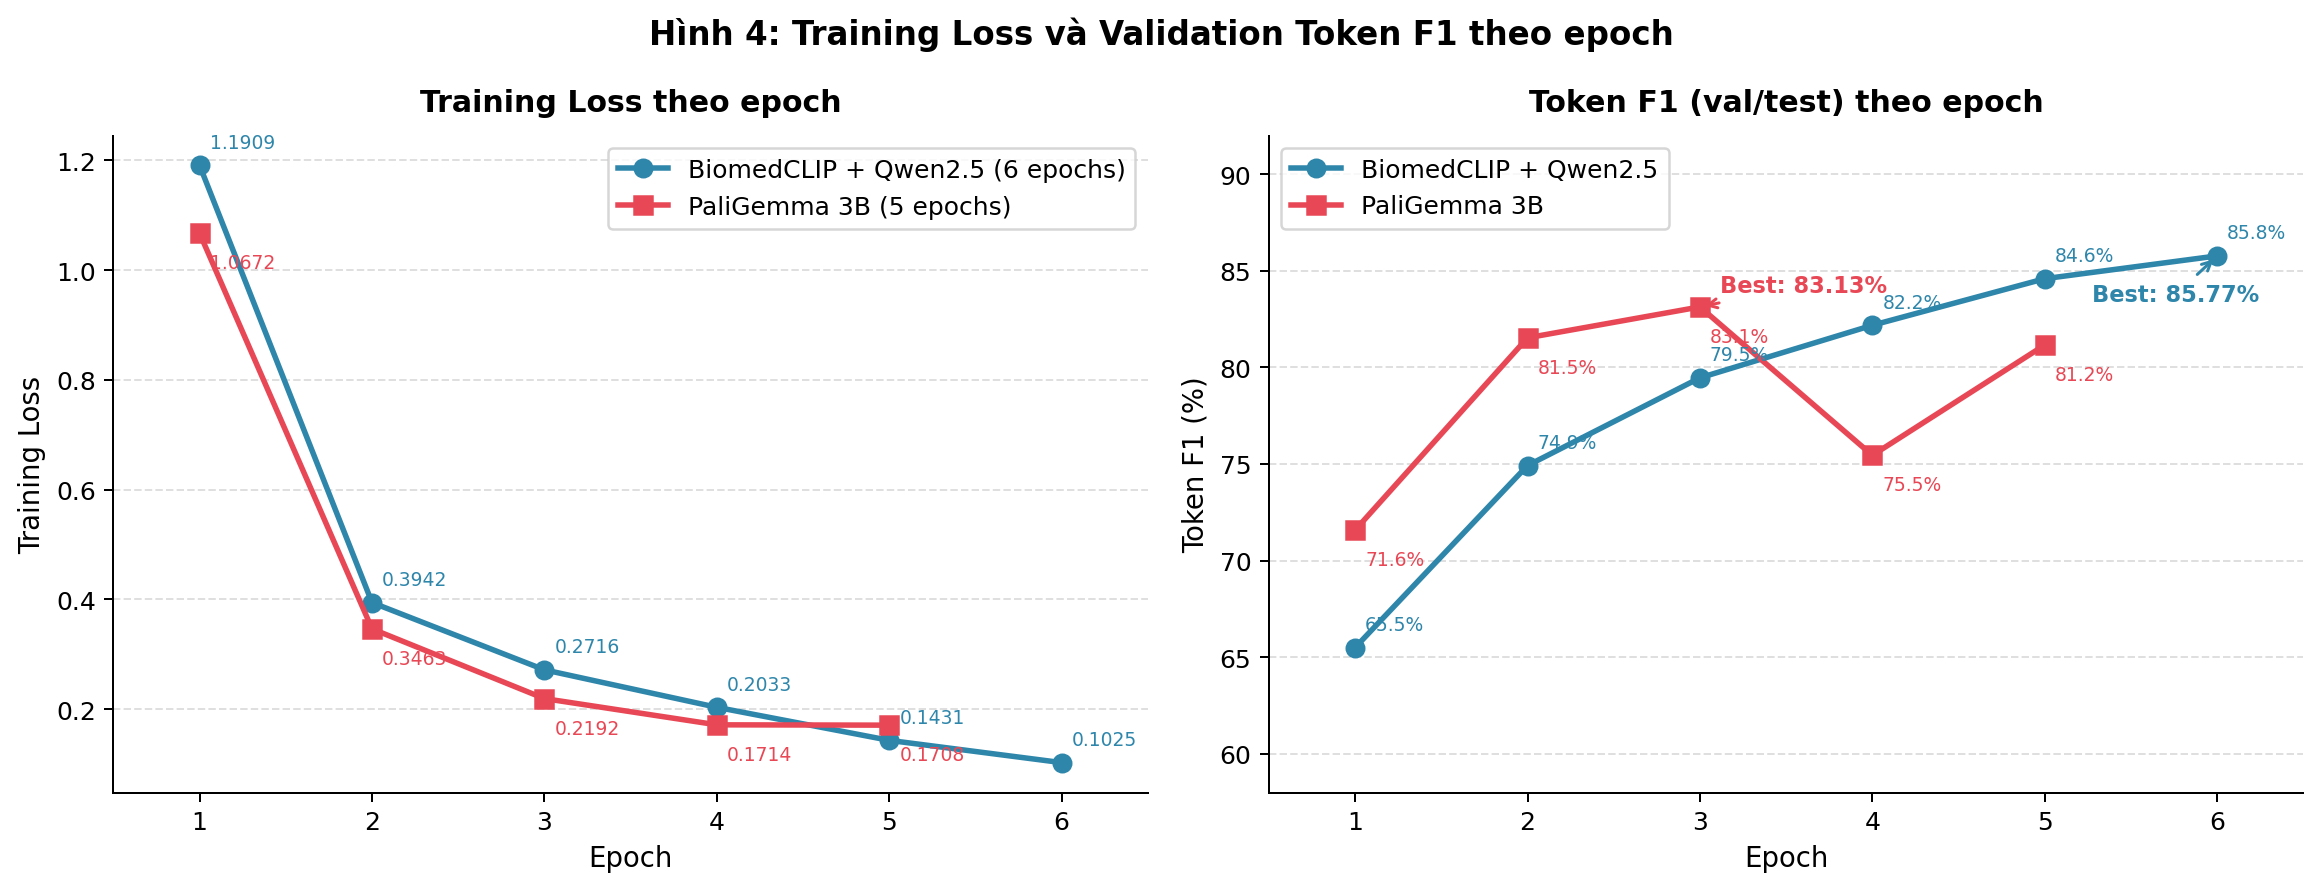 Hình 4: Training Loss và Validation Token F1 theo epoch
Training Loss theo epoch
1.1909
1.0672
0.3942
0.3463
0.2716
0.2192
0.2033
0.1714
0.1431
0.1708
0.1025
BiomedCLIP + Qwen2.5 (6 epochs)
PaliGemma 3B (5 epochs)
Training Loss
1.2
1.0
0.8
0.6
0.4
0.2
1 2 3 4 5 6
Epoch
Token F1 (val/test) theo epoch
BiomedCLIP + Qwen2.5
PaliGemma 3B
85.8%
84.6%
Best: 83.13%
Best: 85.77%
82.2%
83.1%
79.5%
81.5%
81.2%
74.9%
75.5%
71.6%
65.5%
Token F1 (%)
90
85
80
75
70
65
60
1 2 3 4 5 6
Epoch